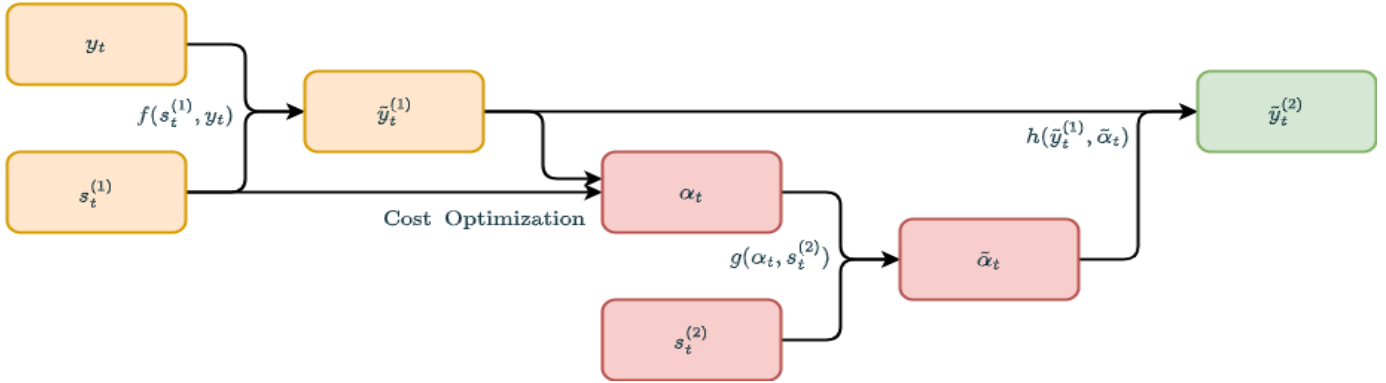 y_t
f(s_t^{(1)}, y_t)
s_t^{(1)}
ỹ_t^{(1)}
Cost Optimization
α_t
g(α_t, s_t^{(2)})
s_t^{(2)}
α̃_t
h(ỹ_t^{(1)}, α̃_t)
ỹ_t^{(2)}